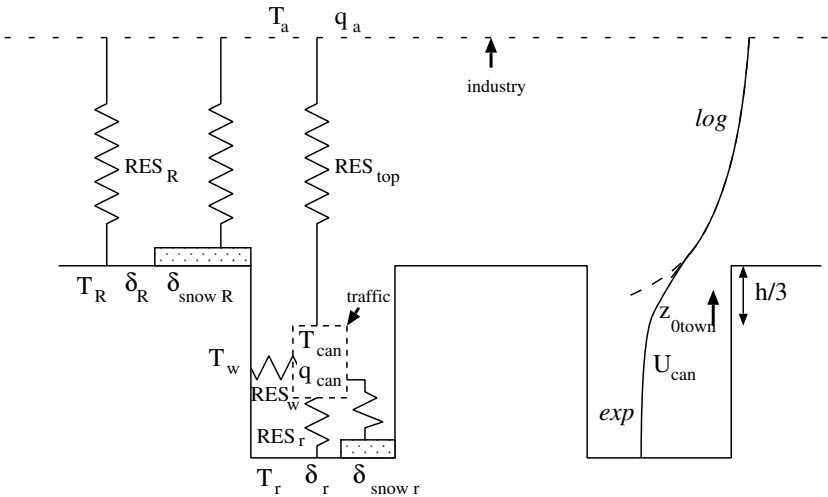 T_a q_a
industry
log
RES_R RES_top
T_R δ_R δ_snow R
traffic
h/3
z_0town
T_can
T_w
q_can
U_can
RES_w
exp
RES_r
T_r δ_r δ_snow r